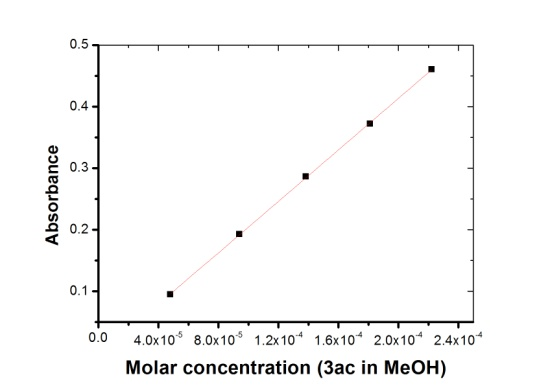 0.5
0.4
0.3
0.2
0.1
Absorbance
0.0 4.0x10⁻⁵ 8.0x10⁻⁵ 1.2x10⁻⁴ 1.6x10⁻⁴ 2.0x10⁻⁴ 2.4x10⁻⁴
Molar concentration (3ac in MeOH)